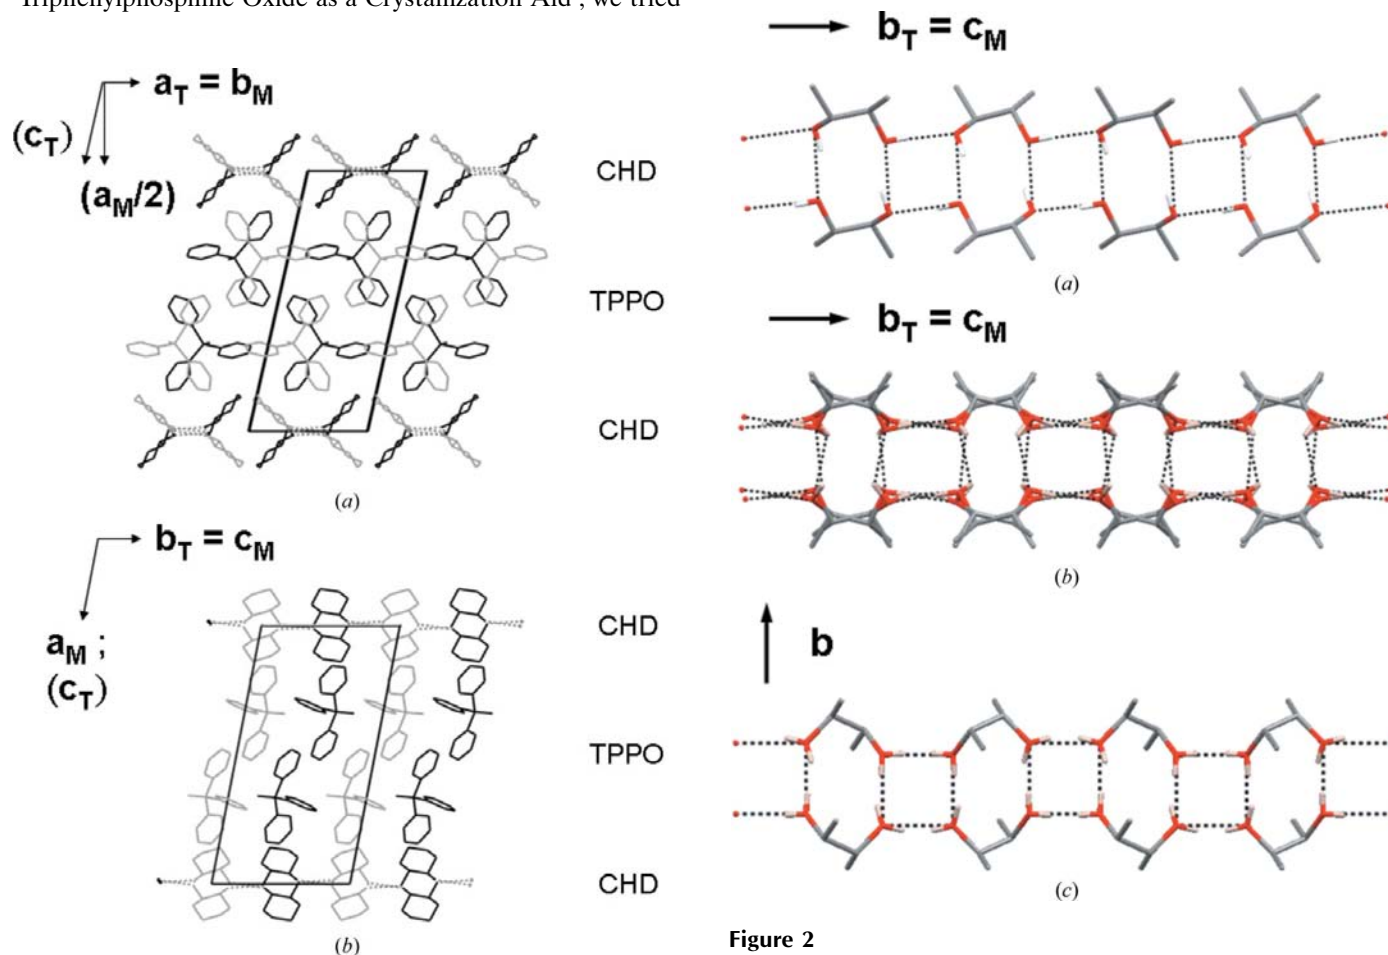 Triphenylphosphine Oxide as a Crystallization Aid', we tried
a_T = b_M
(c_T)
(a_M/2)
CHD
TPPO
CHD
(a)
b_T = c_M
a_M ;
(c_T)
CHD
TPPO
CHD
(b)
b_T = c_M
(a)
b_T = c_M
(b)
b
(c)
Figure 2